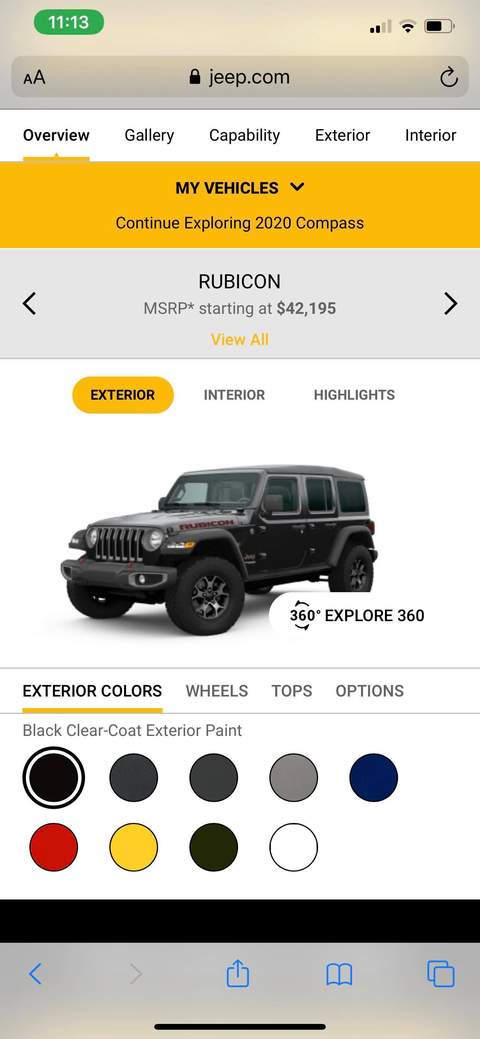 11:13
AA jeep.com
Overview Gallery Capability Exterior Interior
MY VEHICLES
Continue Exploring 2020 Compass
RUBICON
MSRP* starting at $42,195
View All
EXTERIOR INTERIOR HIGHLIGHTS
RUBICON
Jeep
360° EXPLORE 360
EXTERIOR COLORS WHEELS TOPS OPTIONS
Black Clear-Coat Exterior Paint